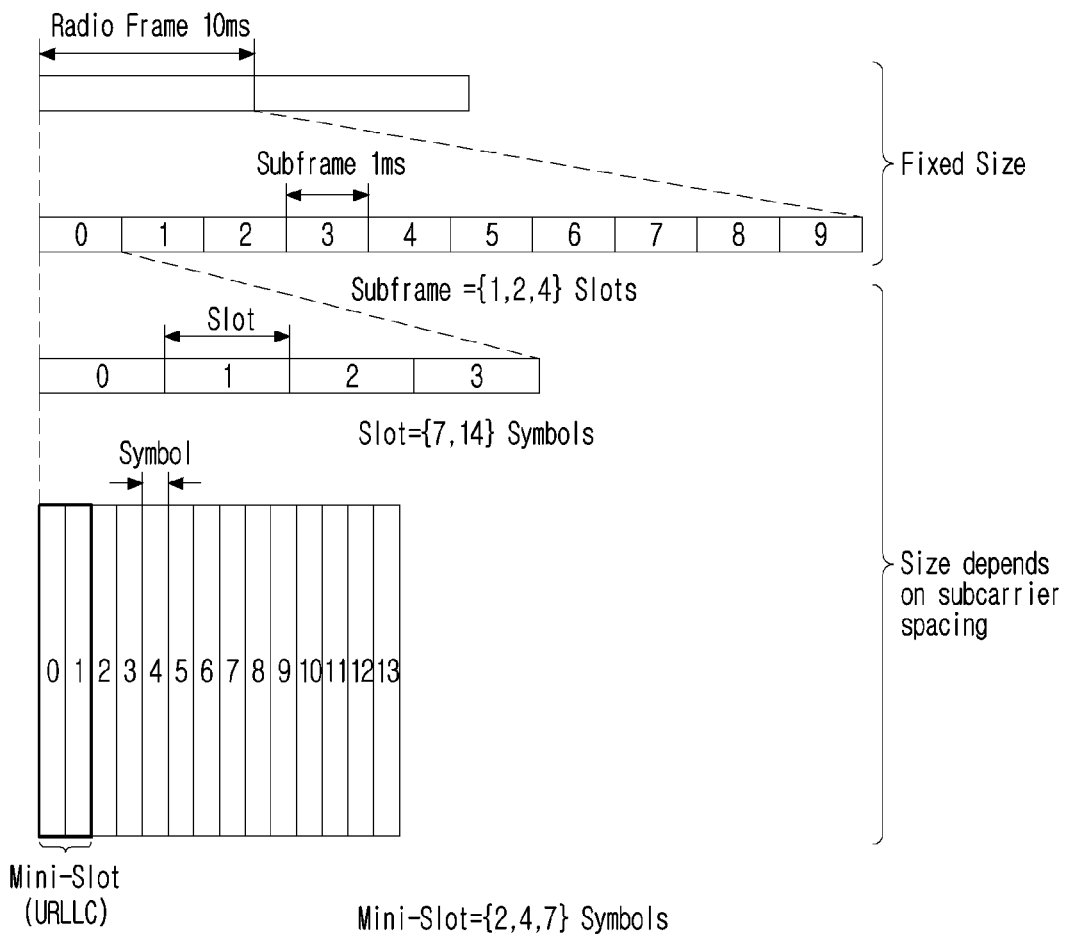 Radio Frame 10ms
Fixed Size
Subframe 1ms
0 1 2 3 4 5 6 7 8 9
Subframe ={1,2,4} Slots
Slot
0 1 2 3
Slot={7,14} Symbols
Symbol
Size depends
on subcarrier
spacing
0 1 2 3 4 5 6 7 8 9 10 11 12 13
Mini-Slot
(URLLC)
Mini-Slot={2,4,7} Symbols